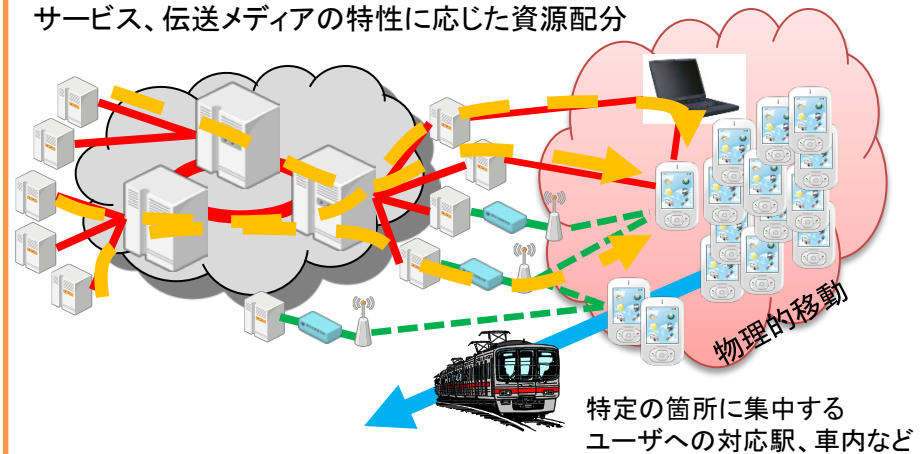 サービス、伝送メディアの特性に応じた資源配分
物理的移動
特定の箇所に集中する
ユーザへの対応駅、車内など